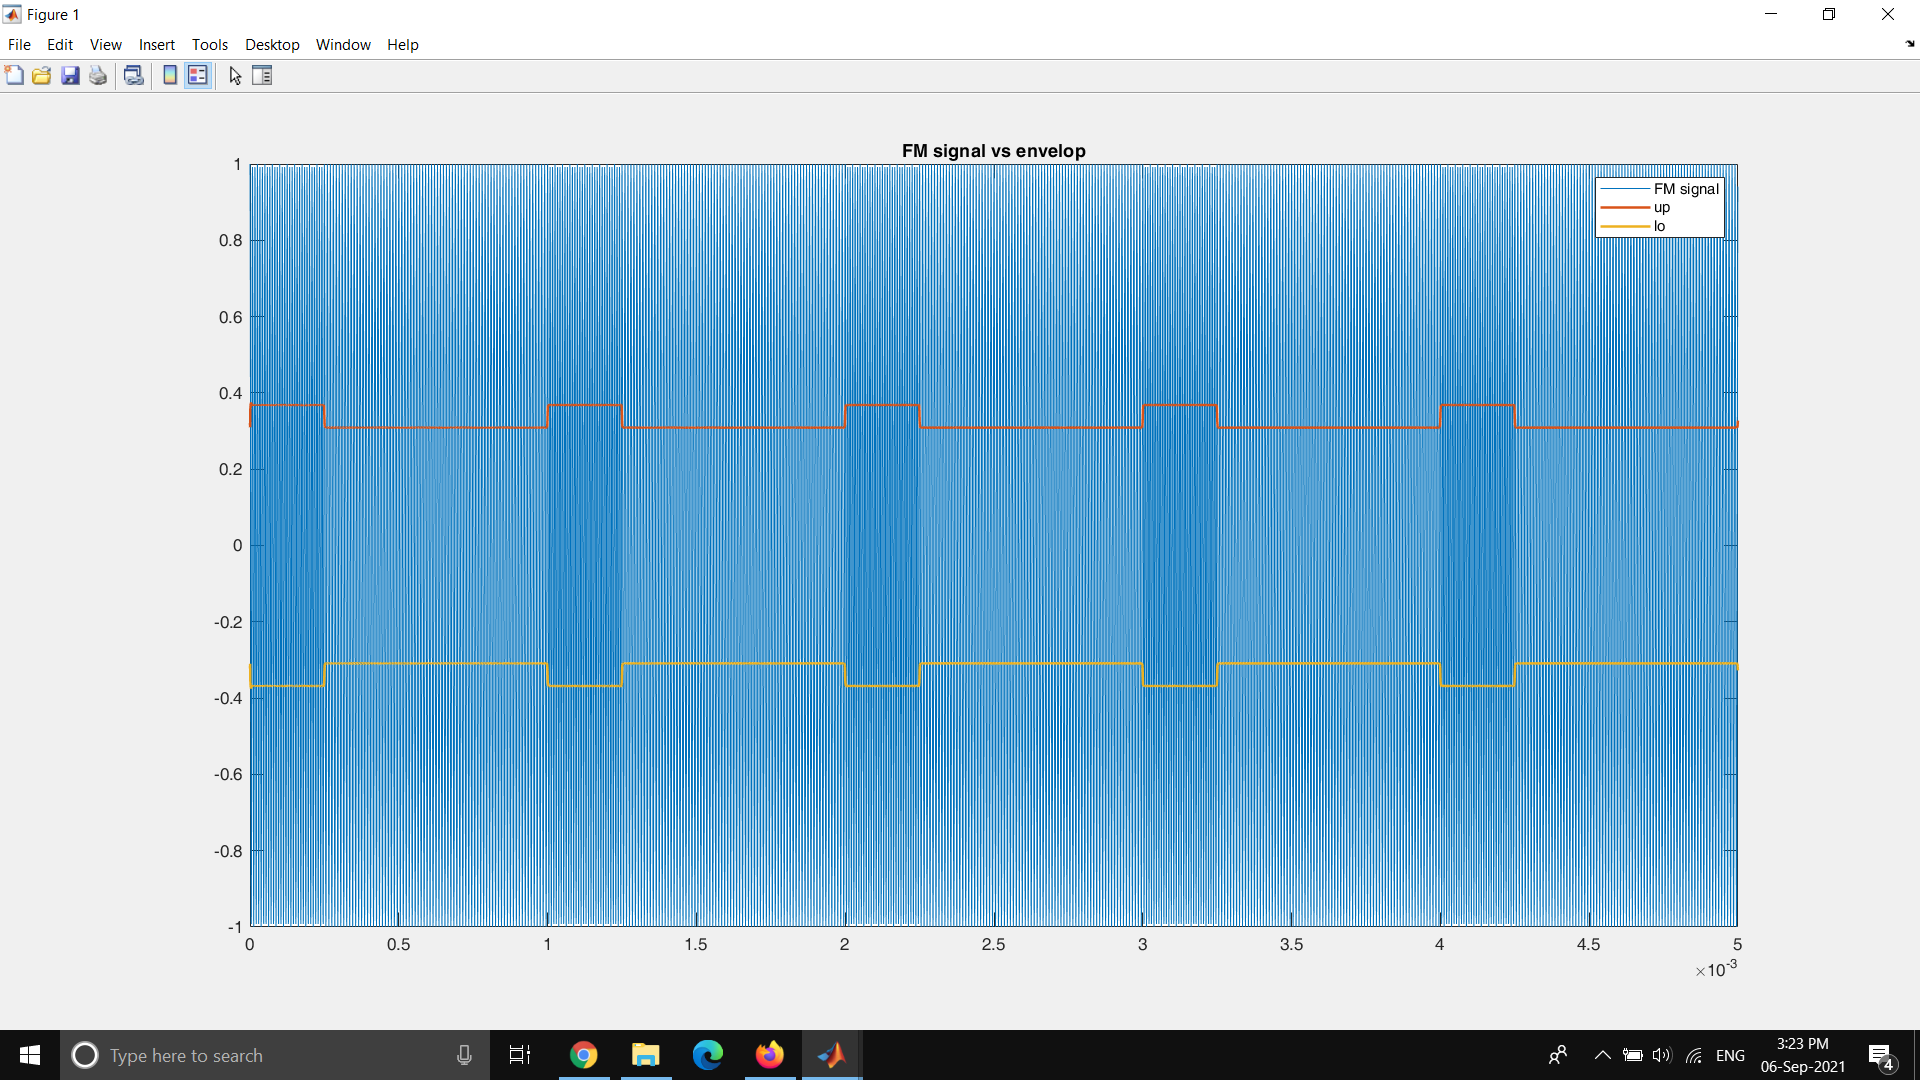 Figure 1
File Edit View Insert Tools Desktop Window Help
FM signal vs envelop
1
0.8
0.6
0.4
0.2
0
-0.2
-0.4
-0.6
-0.8
-1
FM signal
up
lo
0 0.5 1 1.5 2 2.5 3 3.5 4 4.5 5
×10-3
Type here to search
ENG
3:23 PM
06-Sep-2021
4